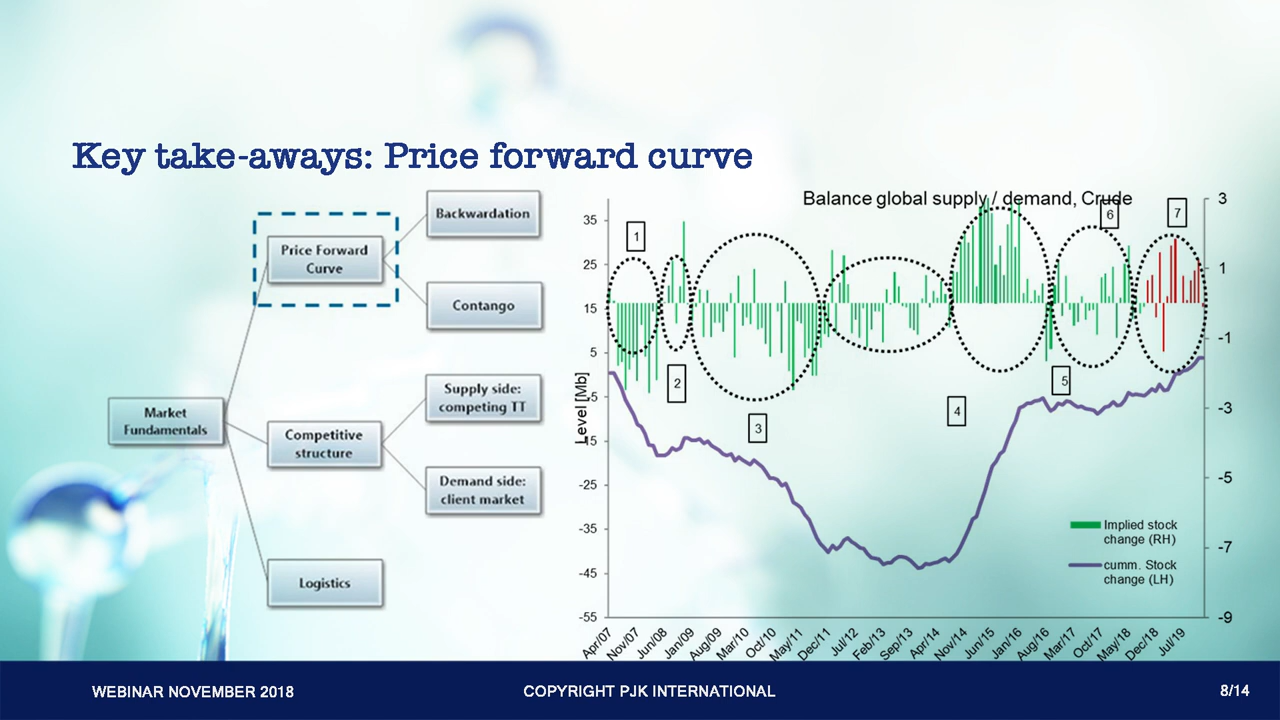 Key take-aways: Price forward curve
Backwardation
Price Forward
Curve
Contango
Supply side:
competing TT
Market
Fundamentals
Competitive
structure
Demand side:
client market
Logistics
Balance global supply / demand, Crude
35
25
15
5
-5
-15
-25
-35
-45
-55
Level [Mb]
3
1
-1
-3
-5
-7
-9
1
2
3
4
5
6
7
Implied stock
change (RH)
cumm. Stock
change (LH)
Apr/07
Nov/07
Jun/08
Jan/09
Aug/09
Mar/10
Oct/10
May/11
Dec/11
Jul/12
Feb/13
Sep/13
Apr/14
Nov/14
Jun/15
Jan/16
Aug/16
Mar/17
Oct/17
May/18
Dec/18
Jul/19
WEBINAR NOVEMBER 2018
COPYRIGHT PJK INTERNATIONAL
8/14